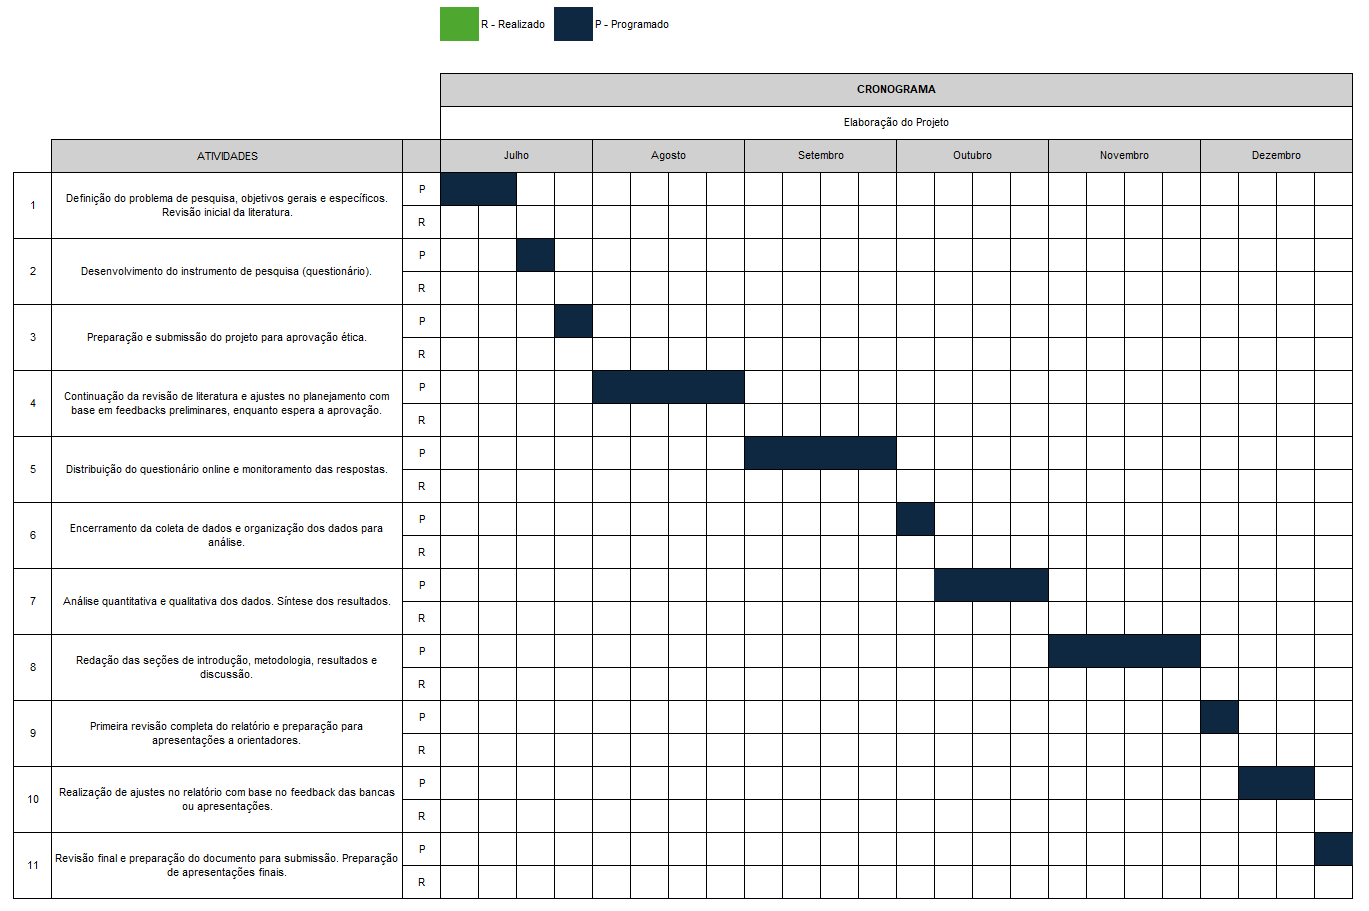 R - Realizado
P - Programado
CRONOGRAMA
Elaboração do Projeto
ATIVIDADES
Julho
Agosto
Setembro
Outubro
Novembro
Dezembro
1
Definição do problema de pesquisa, objetivos gerais e específicos.
Revisão inicial da literatura.
P
R
2
Desenvolvimento do instrumento de pesquisa (questionário).
P
R
3
Preparação e submissão do projeto para aprovação ética.
P
R
4
Continuação da revisão de literatura e ajustes no planejamento com
base em feedbacks preliminares, enquanto espera a aprovação.
P
R
5
Distribuição do questionário online e monitoramento das respostas.
P
R
6
Encerramento da coleta de dados e organização dos dados para
análise.
P
R
7
Análise quantitativa e qualitativa dos dados. Síntese dos resultados.
P
R
8
Redação das seções de introdução, metodologia, resultados e
discussão.
P
R
9
Primeira revisão completa do relatório e preparação para
apresentações a orientadores.
P
R
10
Realização de ajustes no relatório com base no feedback das bancas
ou apresentações.
P
R
11
Revisão final e preparação do documento para submissão. Preparação
de apresentações finais.
P
R